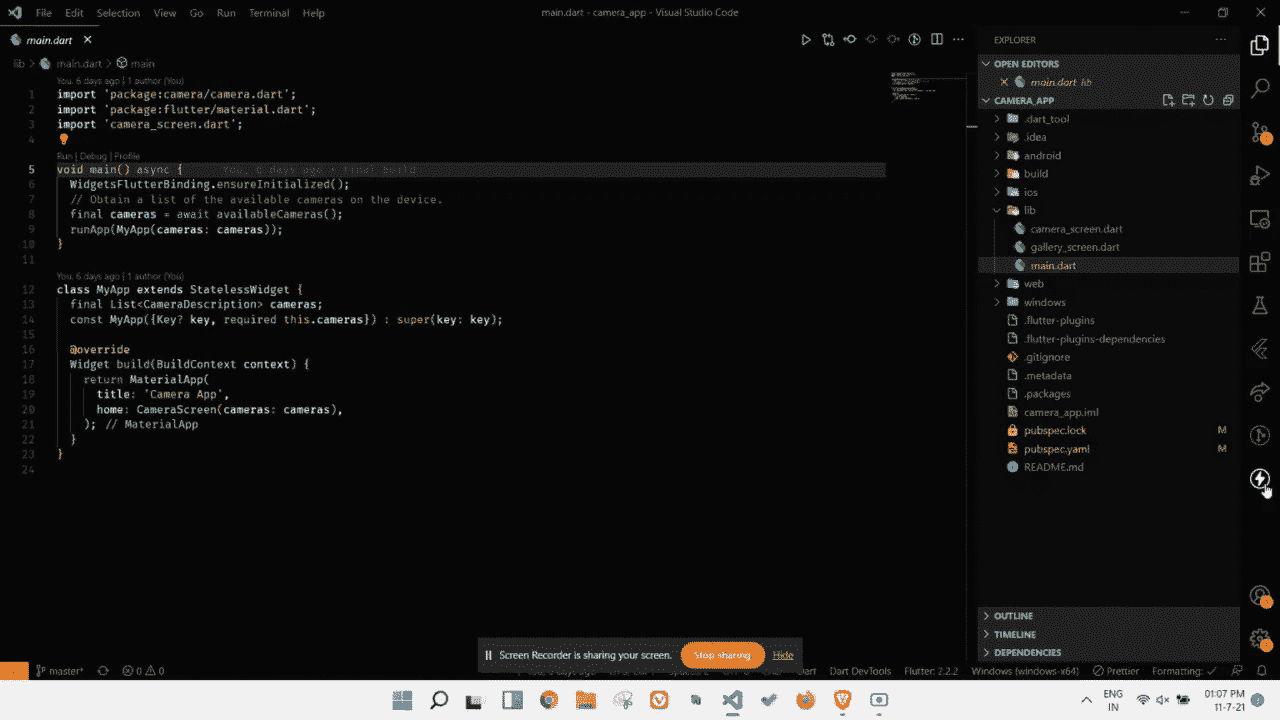 File Edit Selection View Go Run Terminal Help
main.dart - camera_app - Visual Studio Code
main.dart
lib > main.dart > main
You, 6 days ago | 1 author (You)
1 import 'package:camera/camera.dart';
2 import 'package:flutter/material.dart';
3 import 'camera_screen.dart';
4
Run | Debug | Profile
5 void main() async { You, 6 days ago • final build
6 WidgetsFlutterBinding.ensureInitialized();
7 // Obtain a list of the available cameras on the device.
8 final cameras = await availableCameras();
9 runApp(MyApp(cameras: cameras));
10 }
11
You, 6 days ago | 1 author (You)
12 class MyApp extends StatelessWidget {
13 final List<CameraDescription> cameras;
14 const MyApp({Key? key, required this.cameras}) : super(key: key);
15
16 @override
17 Widget build(BuildContext context) {
18 return MaterialApp(
19 title: 'Camera App',
20 home: CameraScreen(cameras: cameras),
21 ); // MaterialApp
22 }
23 }
24
EXPLORER
OPEN EDITORS
main.dart lib
CAMERA_APP
.dart_tool
.idea
android
build
ios
lib
camera_screen.dart
gallery_screen.dart
main.dart
web
windows
.flutter-plugins
.flutter-plugins-dependencies
.gitignore
.metadata
.packages
camera_app.iml
pubspec.lock M
pubspec.yaml M
README.md
OUTLINE
TIMELINE
DEPENDENCIES
Screen Recorder is sharing your screen. Stop sharing Hide
master* 0 0 Dart DevTools Flutter: 2.2.2 Windows (windows-x64) Prettier Formatting:
ENG
IN
01:07 PM
11-7-21